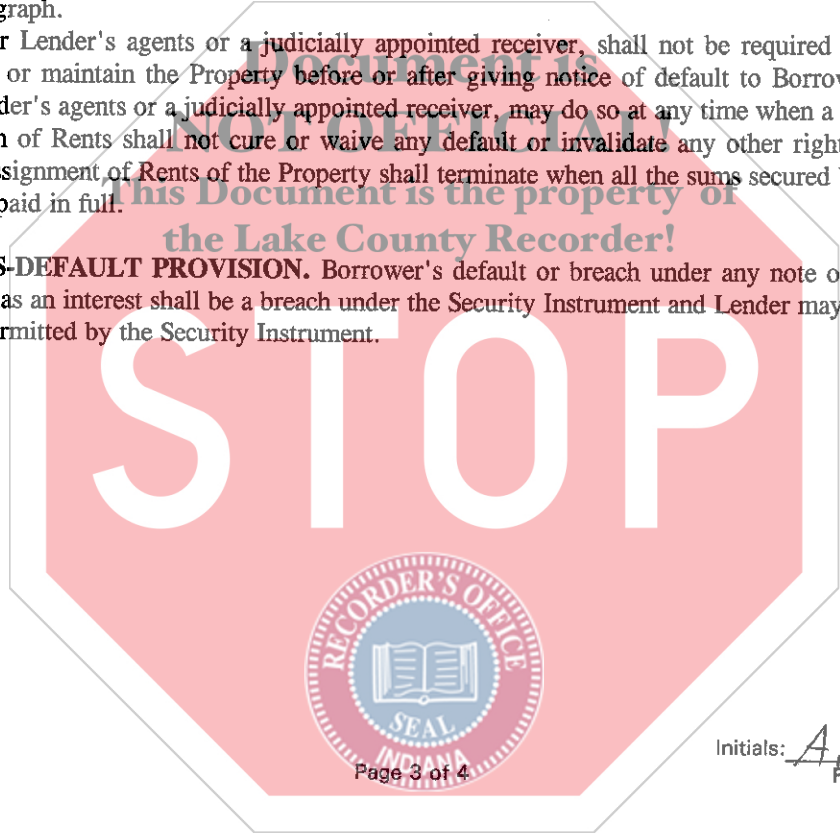 graph.
r Lender's agents or a judicially appointed receiver, shall not be required
or maintain the Property before or after giving notice of default to Borrow
der's agents or a judicially appointed receiver, may do so at any time when a
n of Rents shall not cure or waive any default or invalidate any other right
ssignment of Rents of the Property shall terminate when all the sums secured
paid in full.
S-DEFAULT PROVISION. Borrower's default or breach under any note o
as an interest shall be a breach under the Security Instrument and Lender may
rmitted by the Security Instrument.
Document is
NOT OFFICIAL!
This Document is the property of
the Lake County Recorder!
STOP
RECORDER'S OFFICE
SEAL
INDIANA
Page 3 of 4
Initials: A